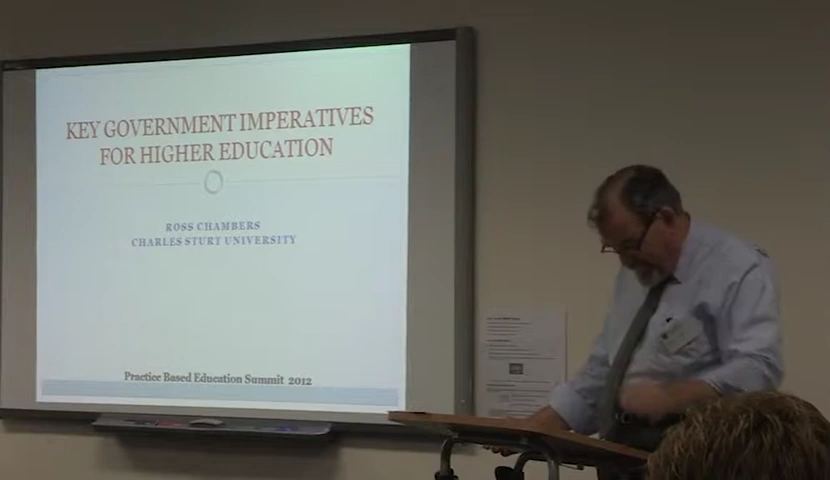 KEY GOVERNMENT IMPERATIVES
FOR HIGHER EDUCATION
ROSS CHAMBERS
CHARLES STURT UNIVERSITY
Practice Based Education Summit 2012